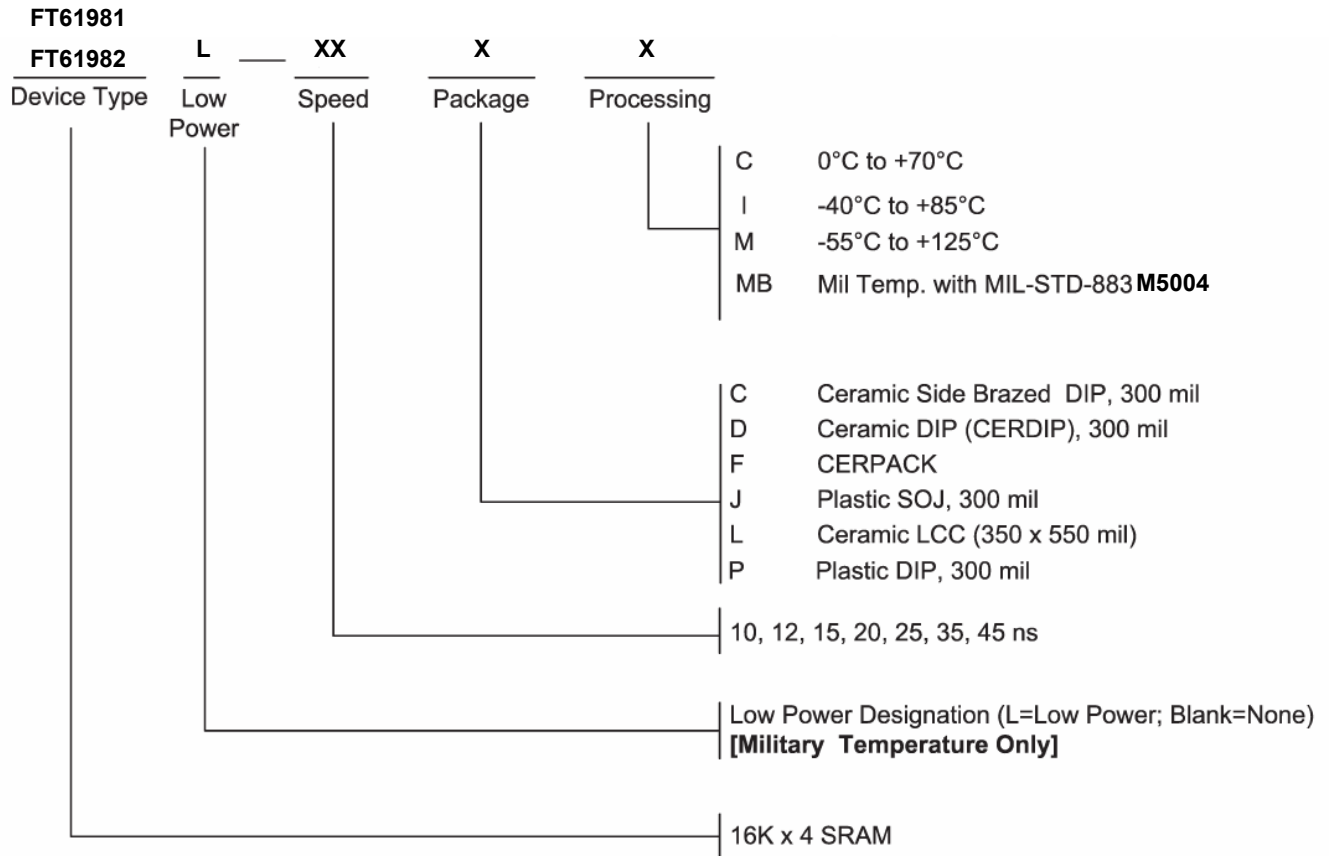 FT61981
FT61982 L XX X X
Device Type Low Power Speed Package Processing
C 0°C to +70°C
I -40°C to +85°C
M -55°C to +125°C
MB Mil Temp. with MIL-STD-883 M5004
C Ceramic Side Brazed DIP, 300 mil
D Ceramic DIP (CERDIP), 300 mil
F CERPACK
J Plastic SOJ, 300 mil
L Ceramic LCC (350 x 550 mil)
P Plastic DIP, 300 mil
10, 12, 15, 20, 25, 35, 45 ns
Low Power Designation (L=Low Power; Blank=None)
[Military Temperature Only]
16K x 4 SRAM